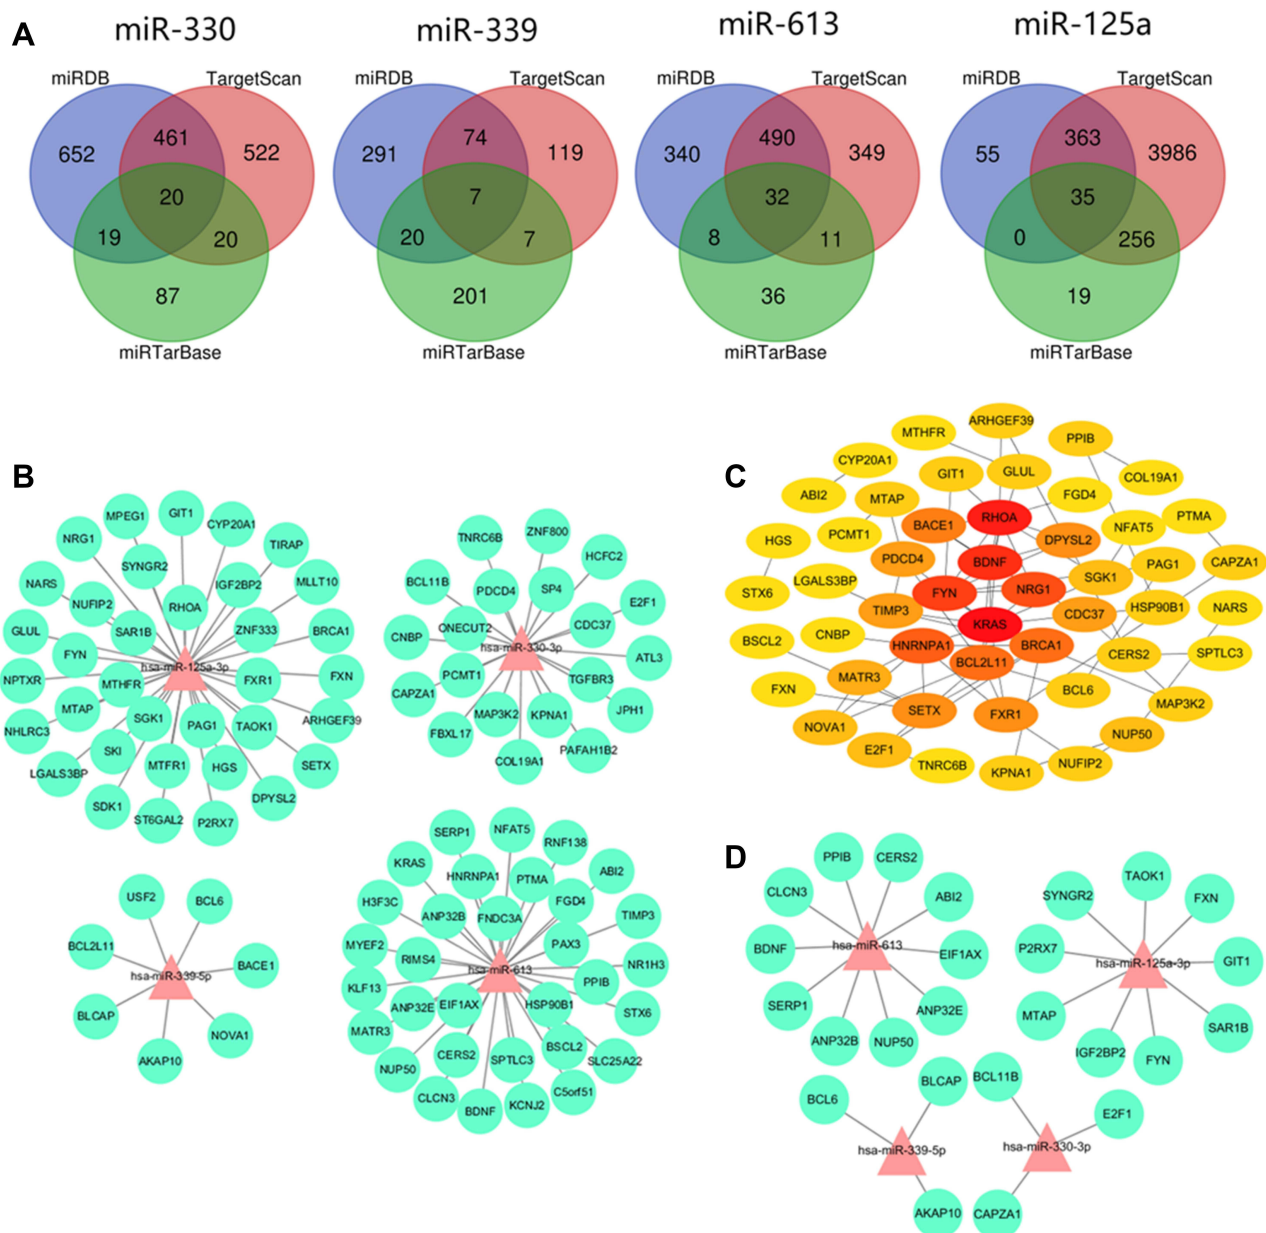 A
miR-330
miR-339
miR-613
miR-125a
miRDB
TargetScan
652
461
522
20
19
20
87
miRTarBase
miRDB
TargetScan
291
74
119
7
20
7
201
miRTarBase
miRDB
TargetScan
340
490
349
32
8
11
36
miRTarBase
miRDB
TargetScan
55
363
3986
35
0
256
19
miRTarBase
B
MPEG1
GIT1
CYP20A1
NRG1
TIRAP
SYNGR2
NARS
IGF2BP2
MLLT10
NUFIP2
RHOA
GLUL
SAR1B
ZNF333
BRCA1
FYN
hsa-miR-125a-3p
NPTXR
MTHFR
FXR1
FXN
MTAP
NHLRC3
SGK1
PAG1
TAOK1
ARHGEF39
SKI
LGALS3BP
MTFR1
HGS
SETX
SDK1
ST6GAL2
P2RX7
DPYSL2
TNRC6B
ZNF800
HCFC2
BCL11B
PDCD4
SP4
E2F1
CNBP
ONECUT2
CDC37
hsa-miR-330-3p
ATL3
PCMT1
TGFBR3
CAPZA1
MAP3K2
KPNA1
JPH1
FBXL17
PAFAH1B2
COL19A1
USF2
BCL6
BCL2L11
BACE1
hsa-miR-339-5p
BLCAP
NOVA1
AKAP10
SERP1
NFAT5
RNF138
KRAS
HNRNPA1
PTMA
ABI2
H3F3C
ANP32B
FNDC3A
FGD4
TIMP3
MYEF2
RIMS4
PAX3
hsa-miR-613
NR1H3
KLF13
PPIB
ANP32E
EIF1AX
HSP90B1
STX6
MATR3
NUP50
CERS2
SPTLC3
BSCL2
SLC25A22
CLCN3
BDNF
KCNJ2
C5orf51
C
ARHGEF39
MTHFR
PPIB
CYP20A1
GIT1
GLUL
COL19A1
ABI2
MTAP
FGD4
HGS
PCMT1
BACE1
RHOA
DPYSL2
NFAT5
PTMA
PDCD4
BDNF
PAG1
CAPZA1
STX6
LGALS3BP
FYN
NRG1
SGK1
TIMP3
CDC37
HSP90B1
NARS
KRAS
BSCL2
CNBP
HNRNPA1
BRCA1
CERS2
SPTLC3
BCL2L11
MATR3
FXN
BCL6
MAP3K2
NOVA1
SETX
FXR1
NUP50
E2F1
TNRC6B
KPNA1
NUFIP2
D
PPIB
CERS2
CLCN3
ABI2
BDNF
hsa-miR-613
EIF1AX
SERP1
ANP32E
ANP32B
NUP50
TAOK1
SYNGR2
FXN
P2RX7
hsa-miR-125a-3p
GIT1
MTAP
SAR1B
IGF2BP2
FYN
BLCAP
BCL6
hsa-miR-339-5p
AKAP10
BCL11B
E2F1
hsa-miR-330-3p
CAPZA1